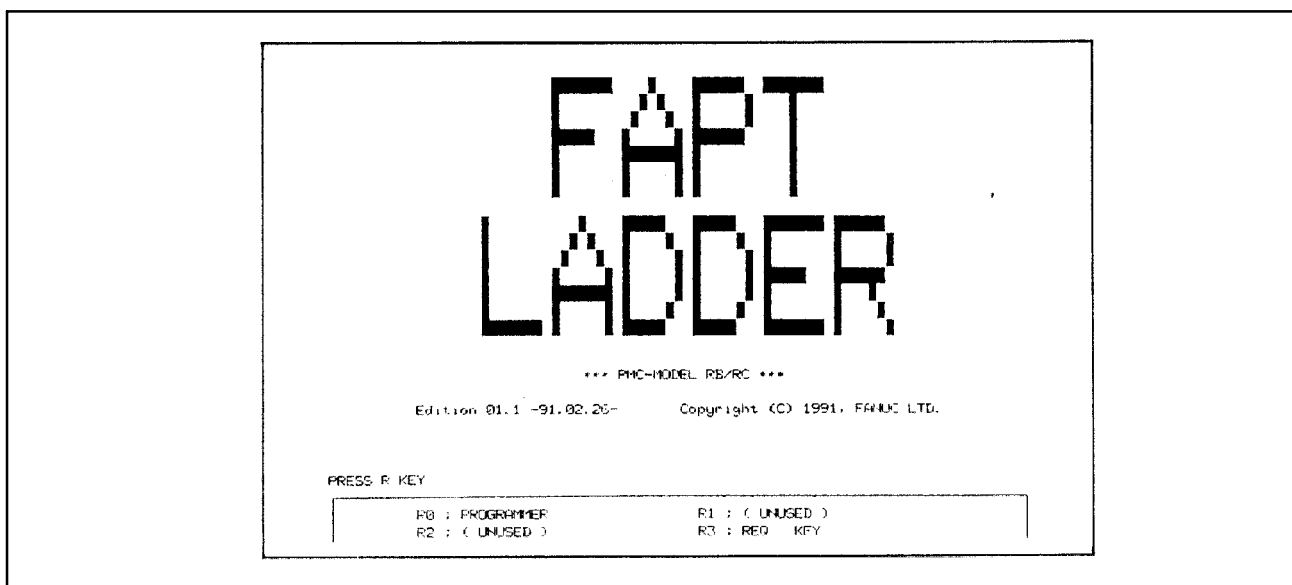 FAPT
LADDER
*** PMC-MODEL RB/RC ***
Edition 01.1 -91.02.26- Copyright (C) 1991, FANUC LTD.
PRESS R KEY
R0 : PROGRAMMER R1 : ( UNUSED )
R2 : ( UNUSED ) R3 : REQ KEY